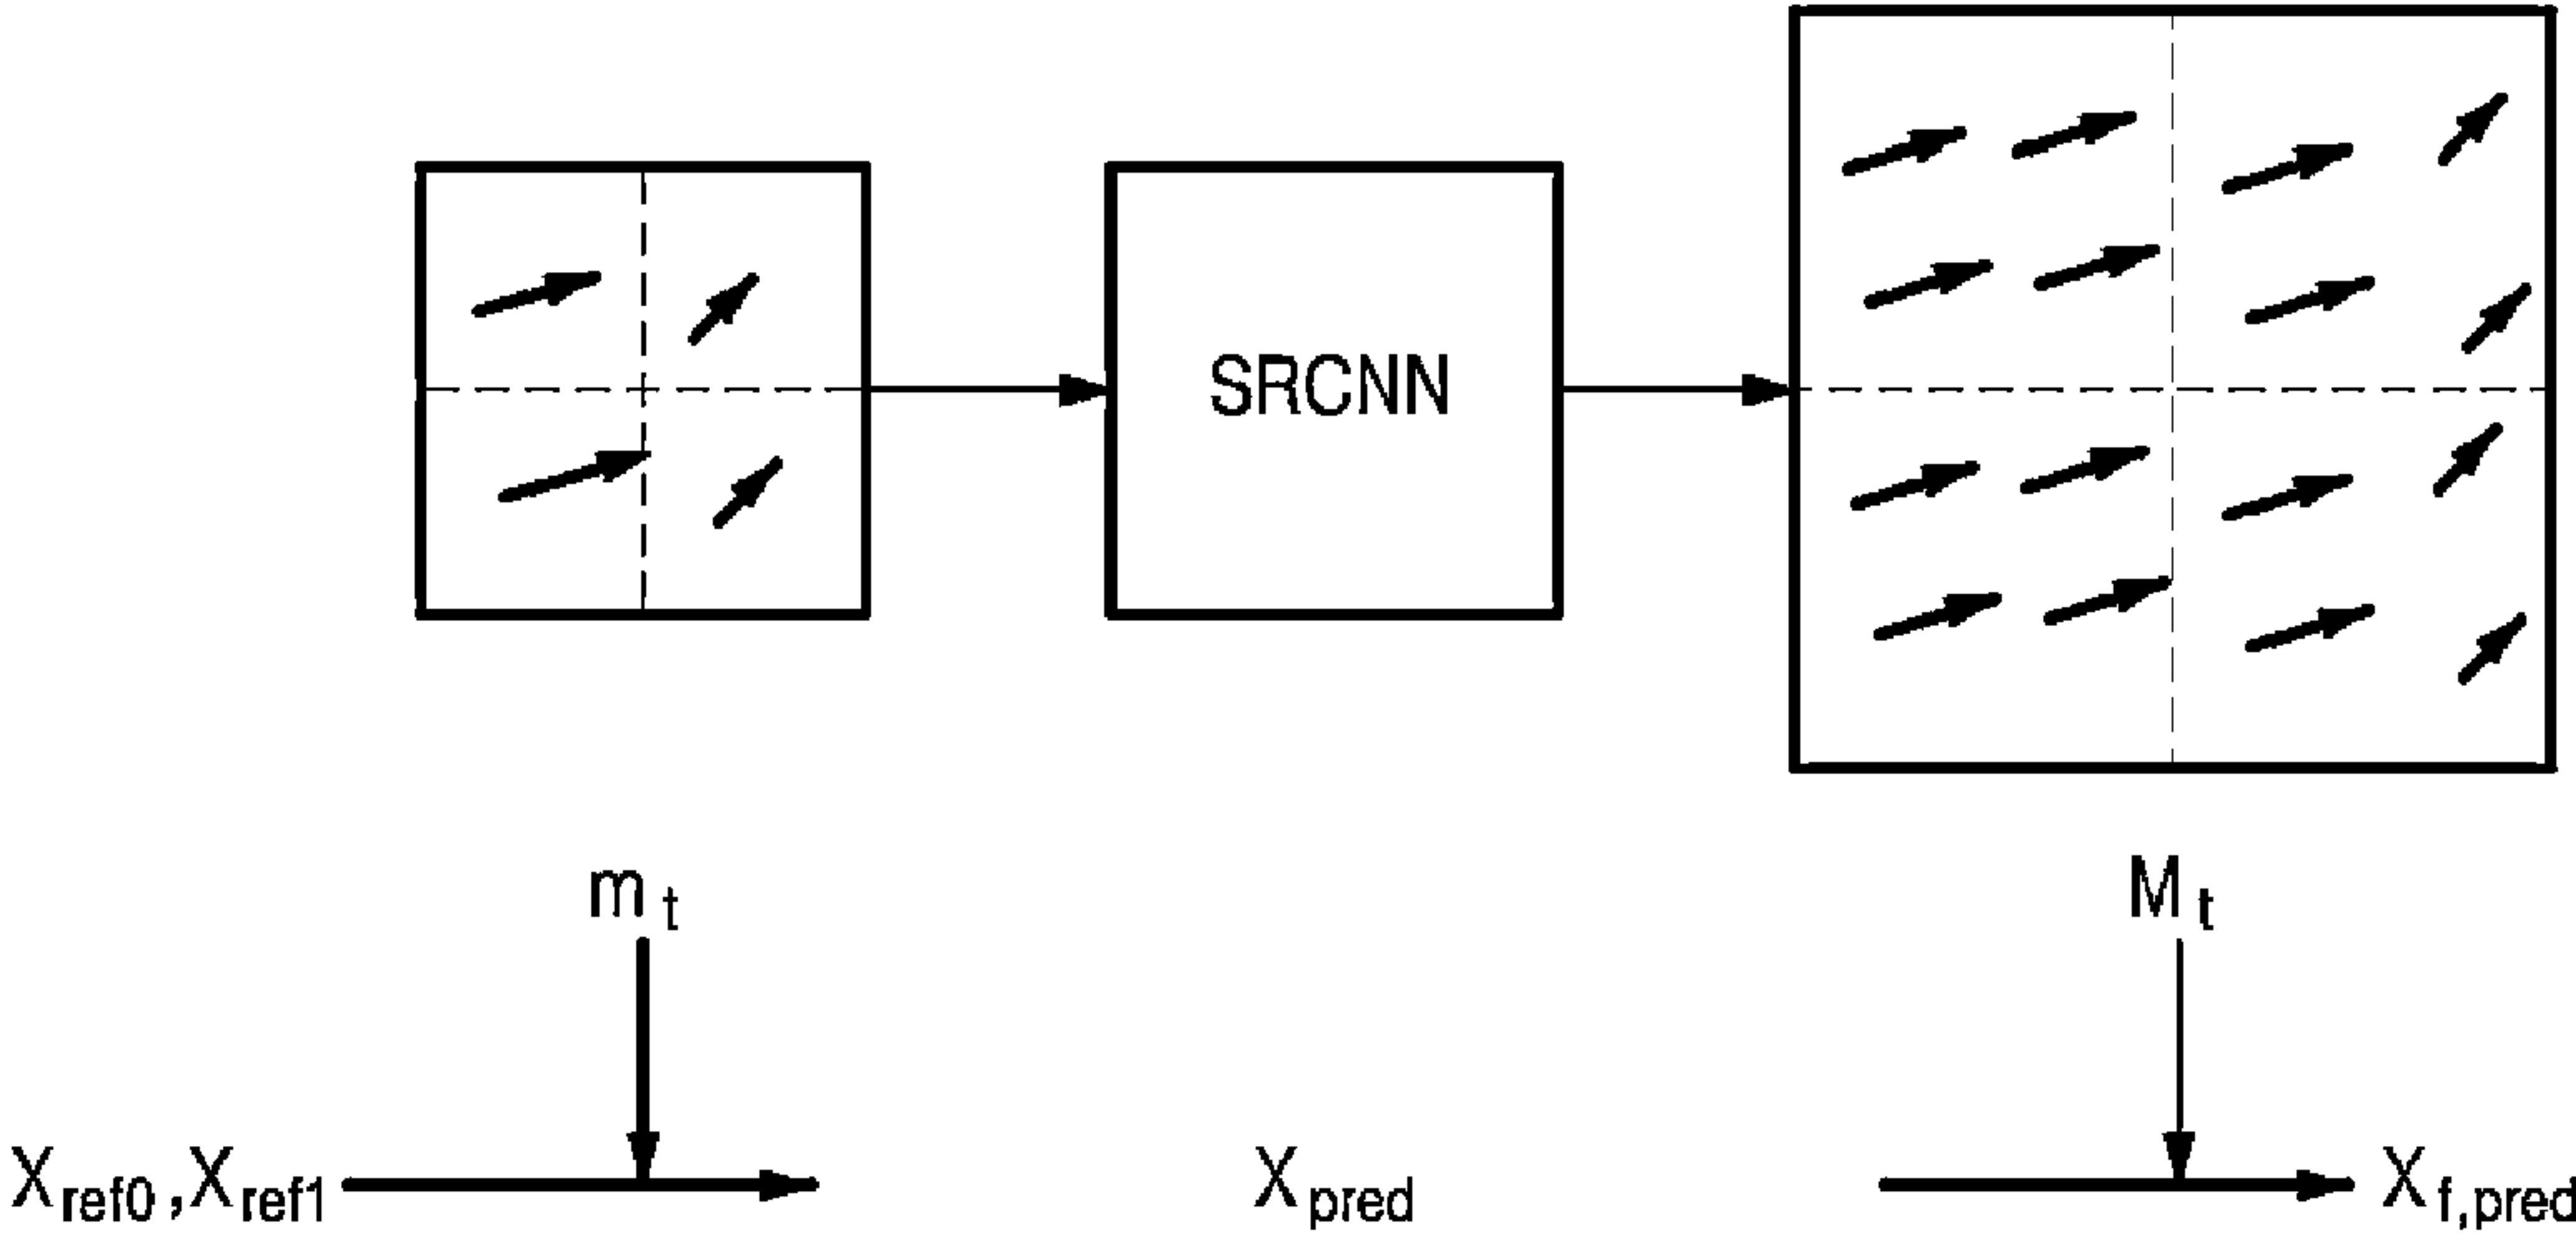 SRCNN
m t
M t
X ref0 ,X ref1
X pred
X f,pred